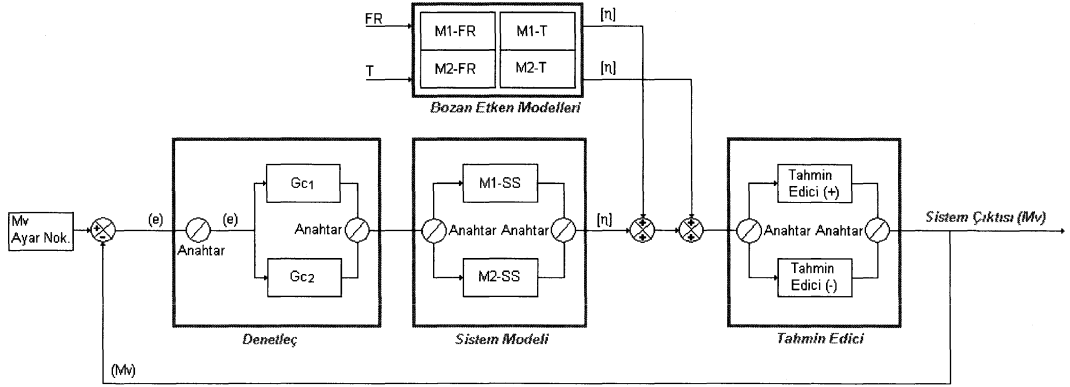 FR
[η]
M1-FR
M1-T
T
[η]
M2-FR
M2-T
Bozan Etken Modelleri
Mv
Ayar Nok.
+
-
(e)
(e)
Anahtar
Gc1
Anahtar
Gc2
Denetleç
M1-SS
Anahtar Anahtar
M2-SS
Sistem Modeli
[η]
+
+
+
+
Tahmin
Edici (+)
Anahtar Anahtar
Tahmin
Edici (-)
Tahmin Edici
Sistem Çıktısı (Mv)
(Mv)